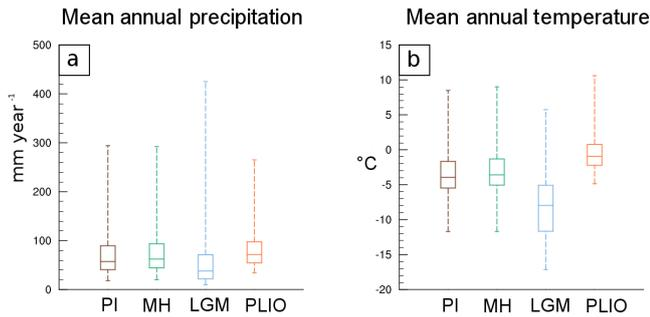 Mean annual precipitation
Mean annual temperature
a
b
mm year -1
°C
500
400
300
200
100
0
15
10
5
0
-5
-10
-15
-20
PI MH LGM PLIO
PI MH LGM PLIO